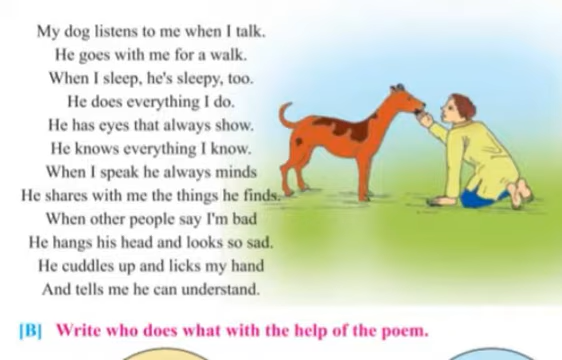 My dog listens to me when I talk.
He goes with me for a walk.
When I sleep, he's sleepy, too.
He does everything I do.
He has eyes that always show.
He knows everything I know.
When I speak he always minds
He shares with me the things he finds.
When other people say I'm bad
He hangs his head and looks so sad.
He cuddles up and licks my hand
And tells me he can understand.
[B] Write who does what with the help of the poem.